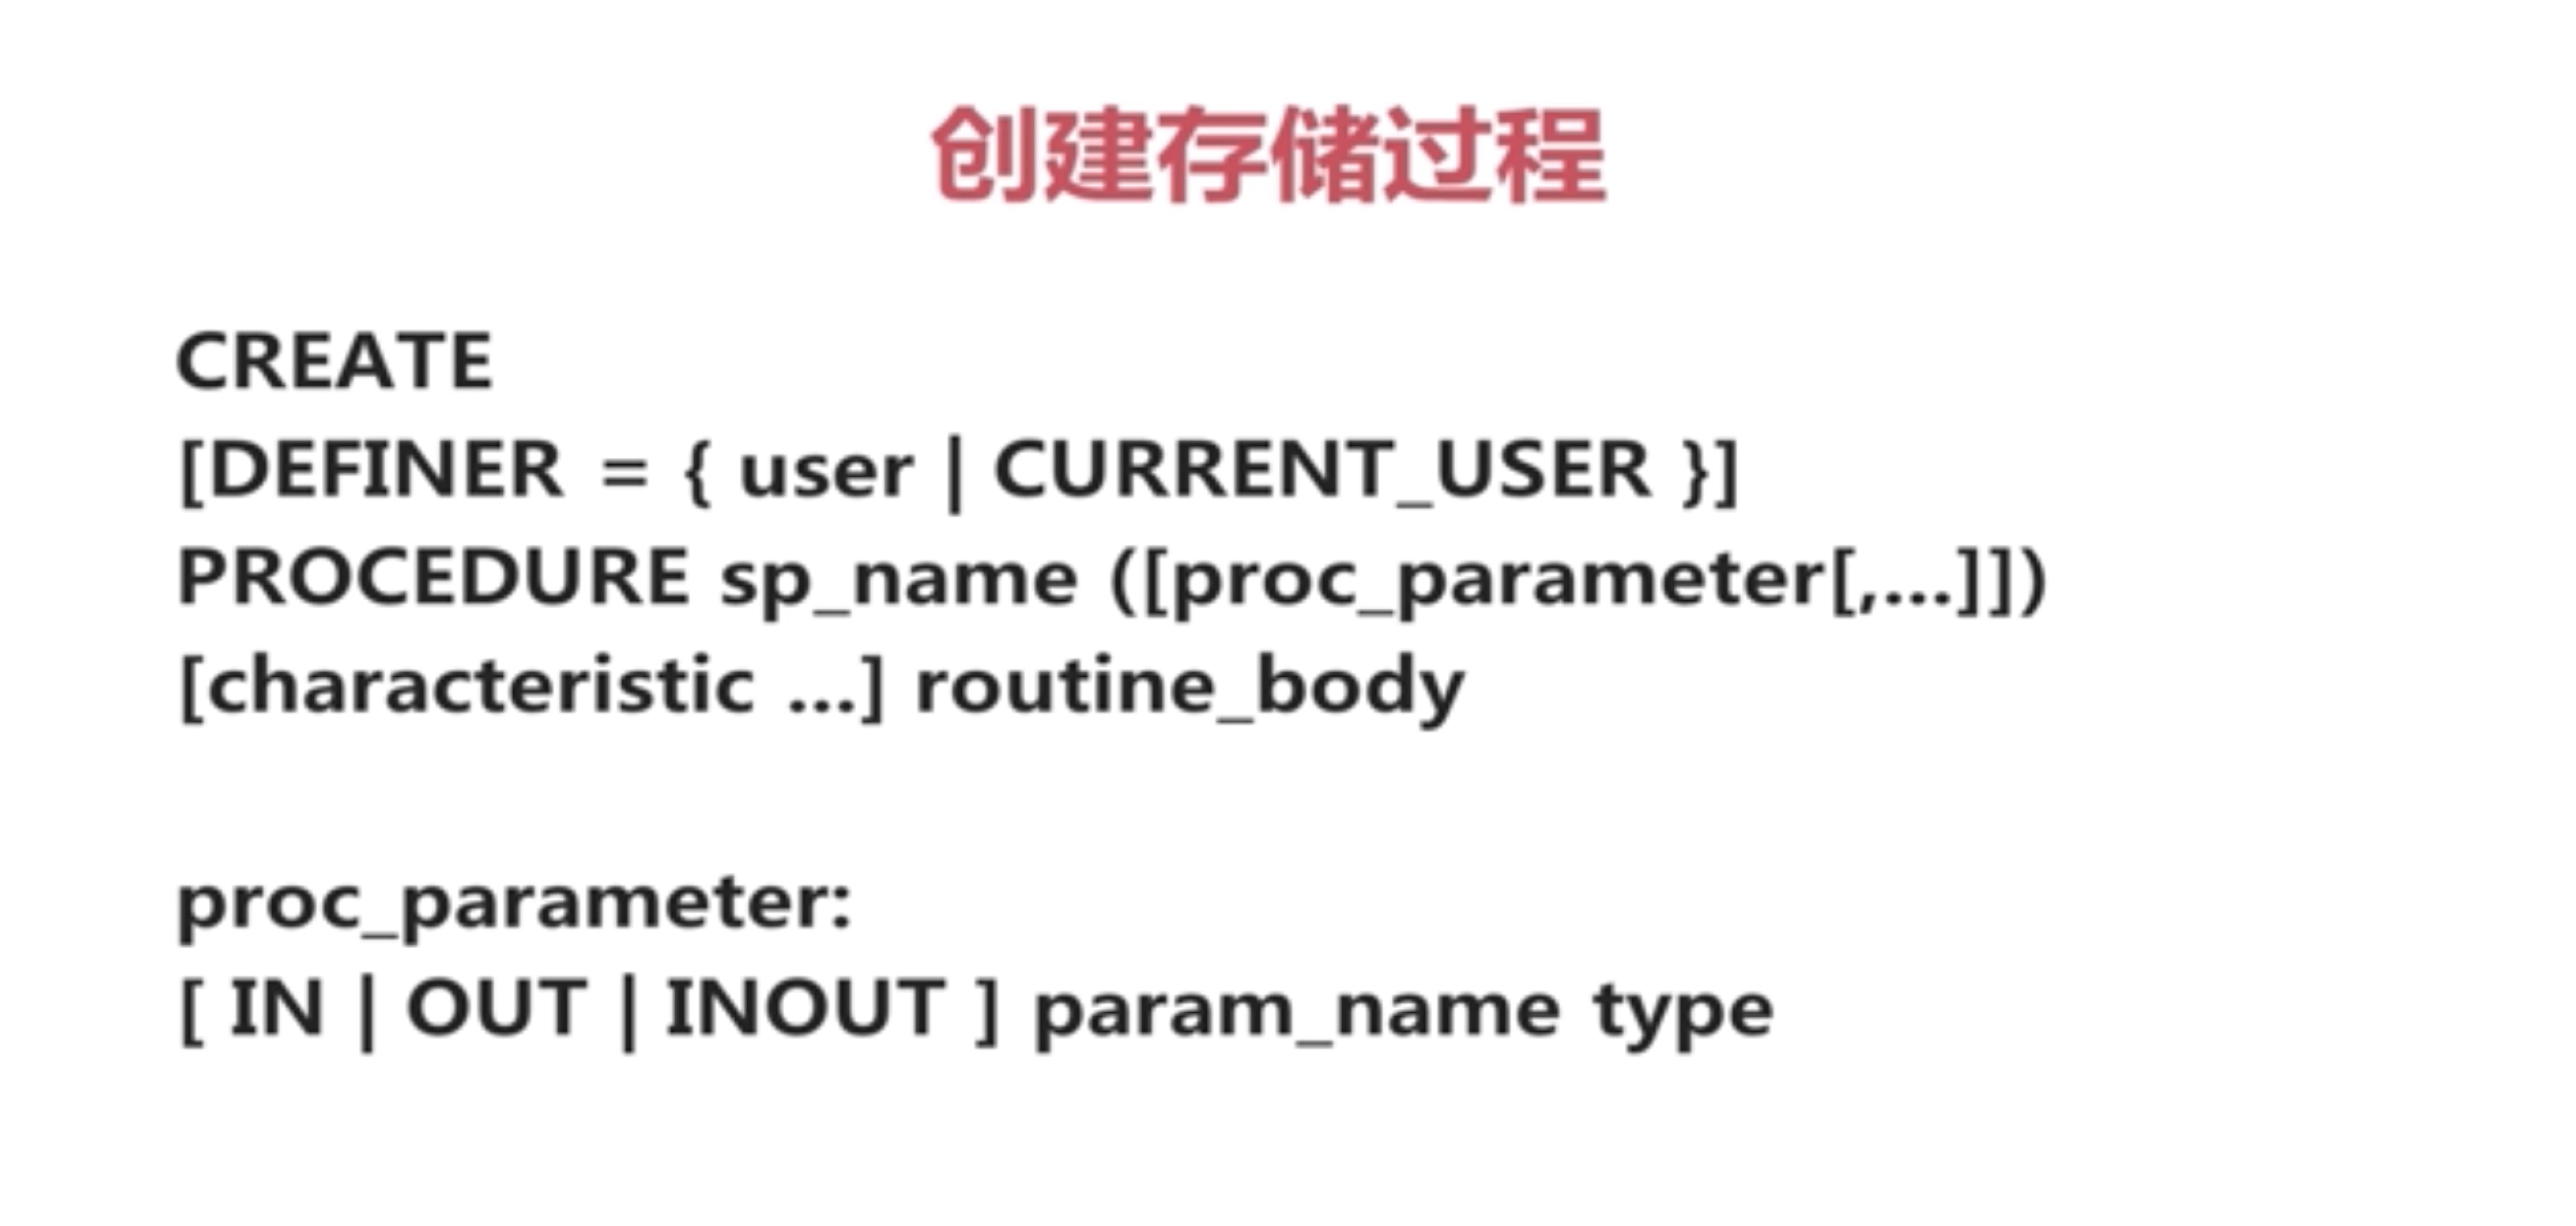 创建存储过程
CREATE
[DEFINER = { user | CURRENT_USER }]
PROCEDURE sp_name ([proc_parameter[,...]])
[characteristic ...] routine_body
proc_parameter:
[ IN | OUT | INOUT ] param_name type